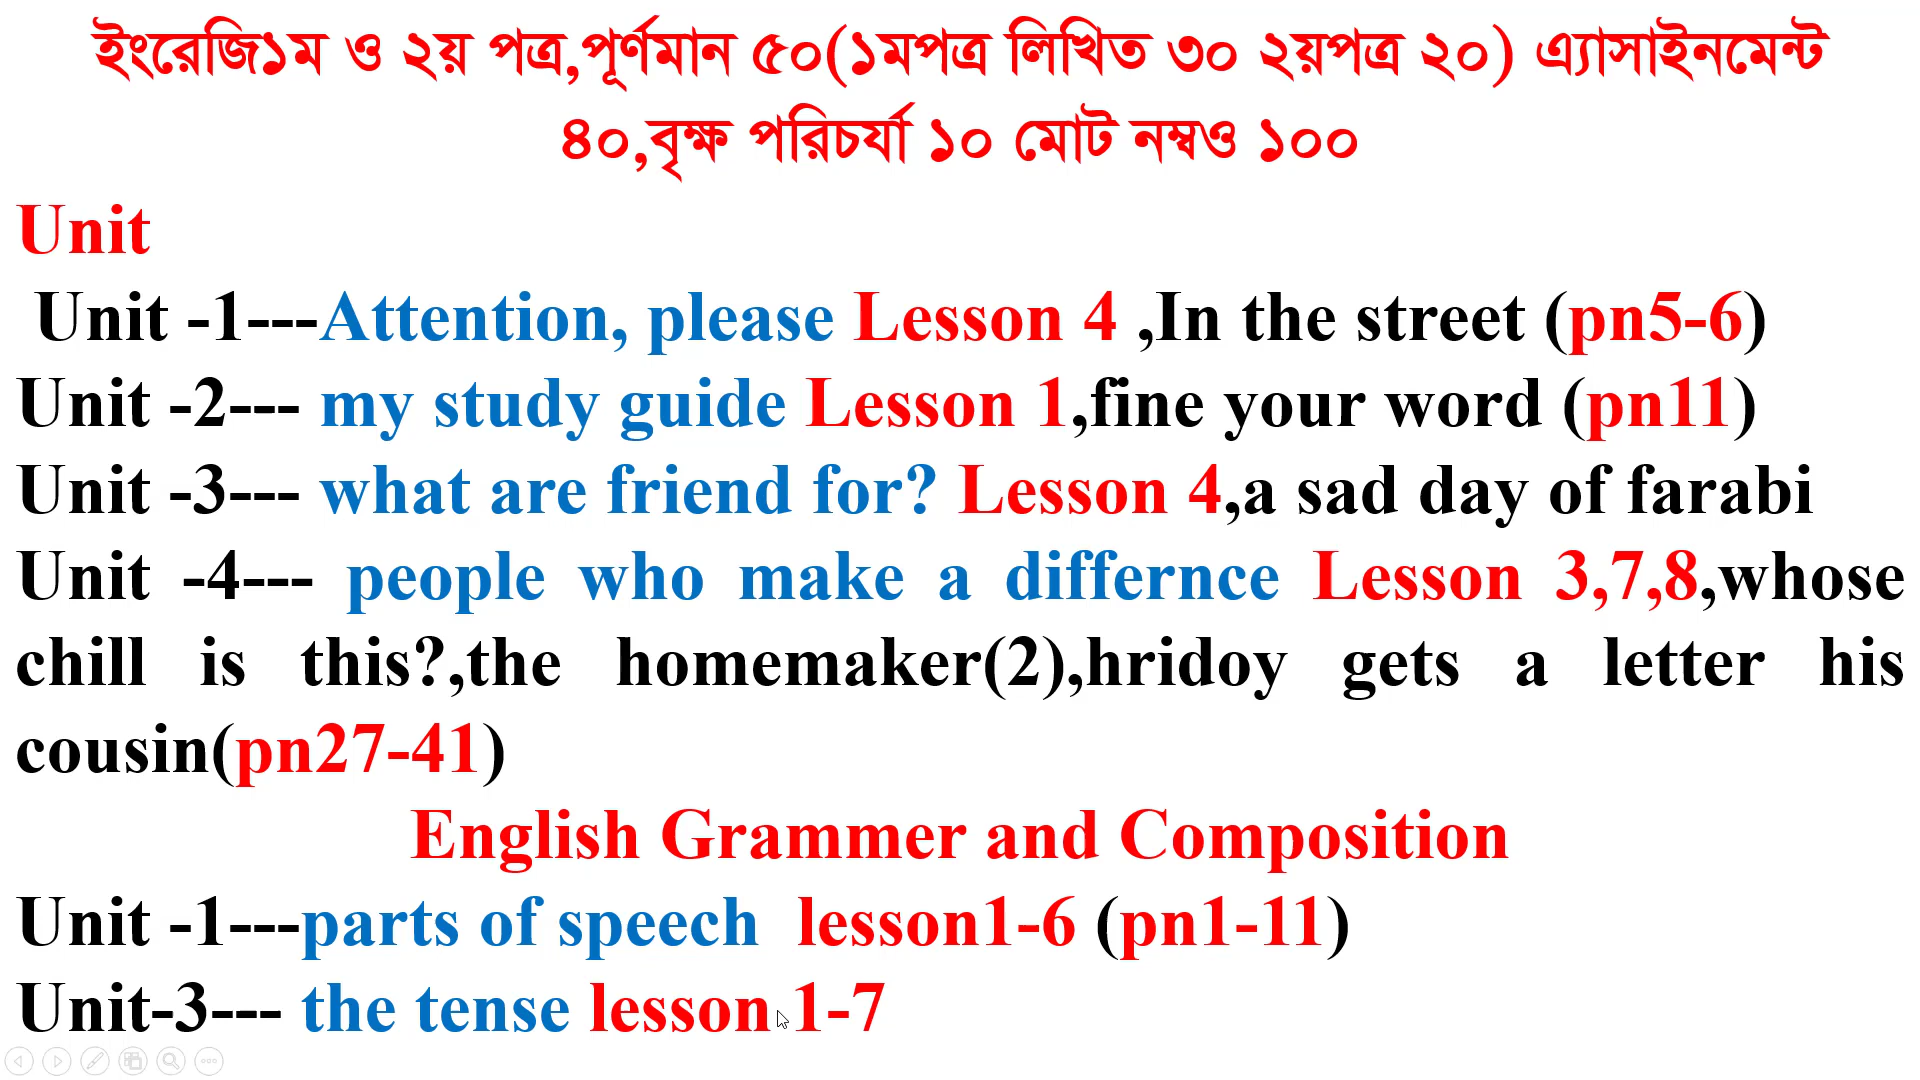 ইংরেজি১ম ও ২য় পত্র,পূর্ণমান ৫০(১মপত্র লিখিত ৩০ ২য়পত্র ২০) এ্যাসাইনমেন্ট
৪০,বৃক্ষ পরিচর্যা ১০ মোট নম্বও ১০০
Unit
Unit -1---Attention, please Lesson 4 ,In the street (pn5-6)
Unit -2--- my study guide Lesson 1,fine your word (pn11)
Unit -3--- what are friend for? Lesson 4,a sad day of farabi
Unit -4--- people who make a differnce Lesson 3,7,8,whose
chill is this?,the homemaker(2),hridoy gets a letter his
cousin(pn27-41)
English Grammer and Composition
Unit -1---parts of speech lesson1-6 (pn1-11)
Unit-3--- the tense lesson 1-7